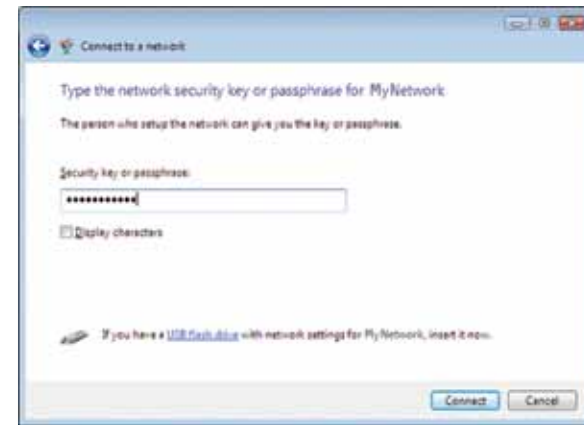 Connect to a network
Type the network security key or passphrase for MyNetwork
The person who setup the network can give you the key or passphrase.
Security key or passphrase:
•••••••••••
Display characters
If you have a USB flash drive with network settings for MyNetwork, insert it now.
Connect Cancel